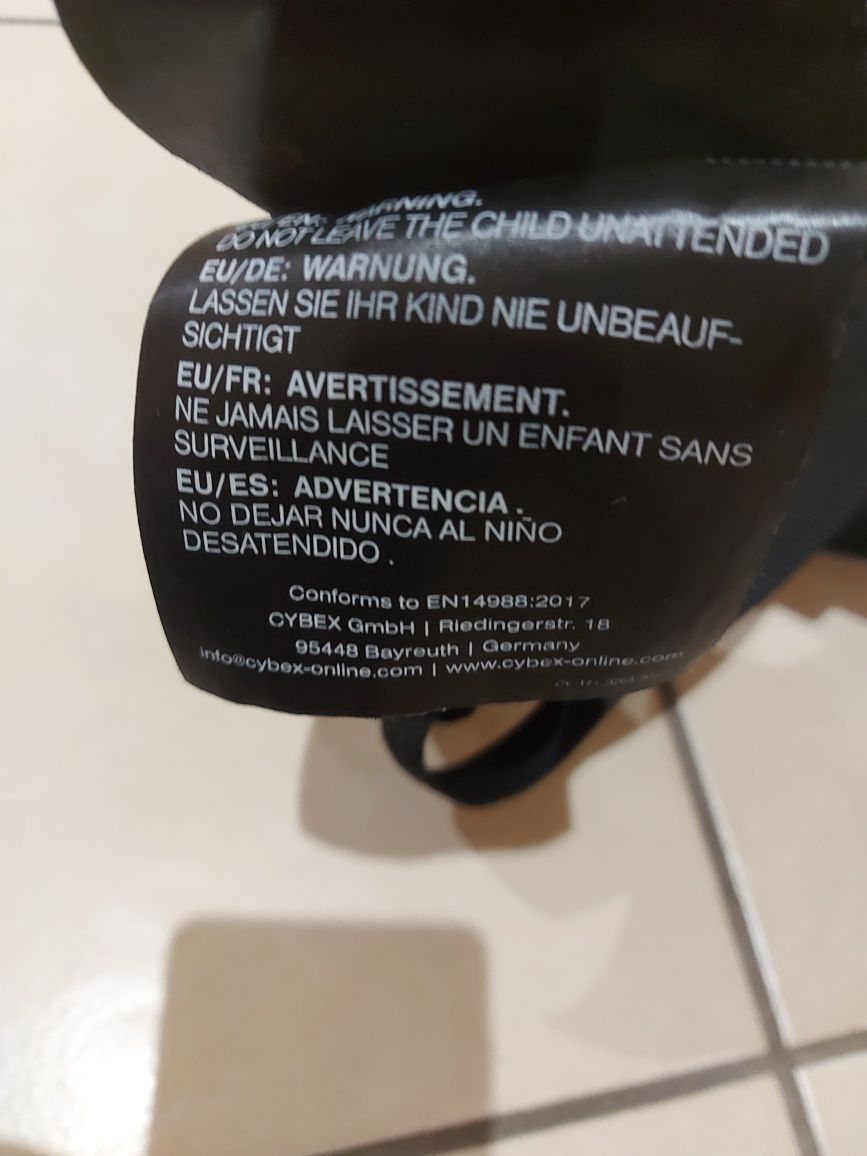 WARNING.
DO NOT LEAVE THE CHILD UNATTENDED
EU/DE: WARNUNG.
LASSEN SIE IHR KIND NIE UNBEAUF-
SICHTIGT
EU/FR: AVERTISSEMENT.
NE JAMAIS LAISSER UN ENFANT SANS
SURVEILLANCE
EU/ES: ADVERTENCIA.
NO DEJAR NUNCA AL NIÑO
DESATENDIDO .
Conforms to EN14988:2017
CYBEX GmbH | Riedingerstr. 18
95448 Bayreuth | Germany
info@cybex-online.com | www.cybex-online.com